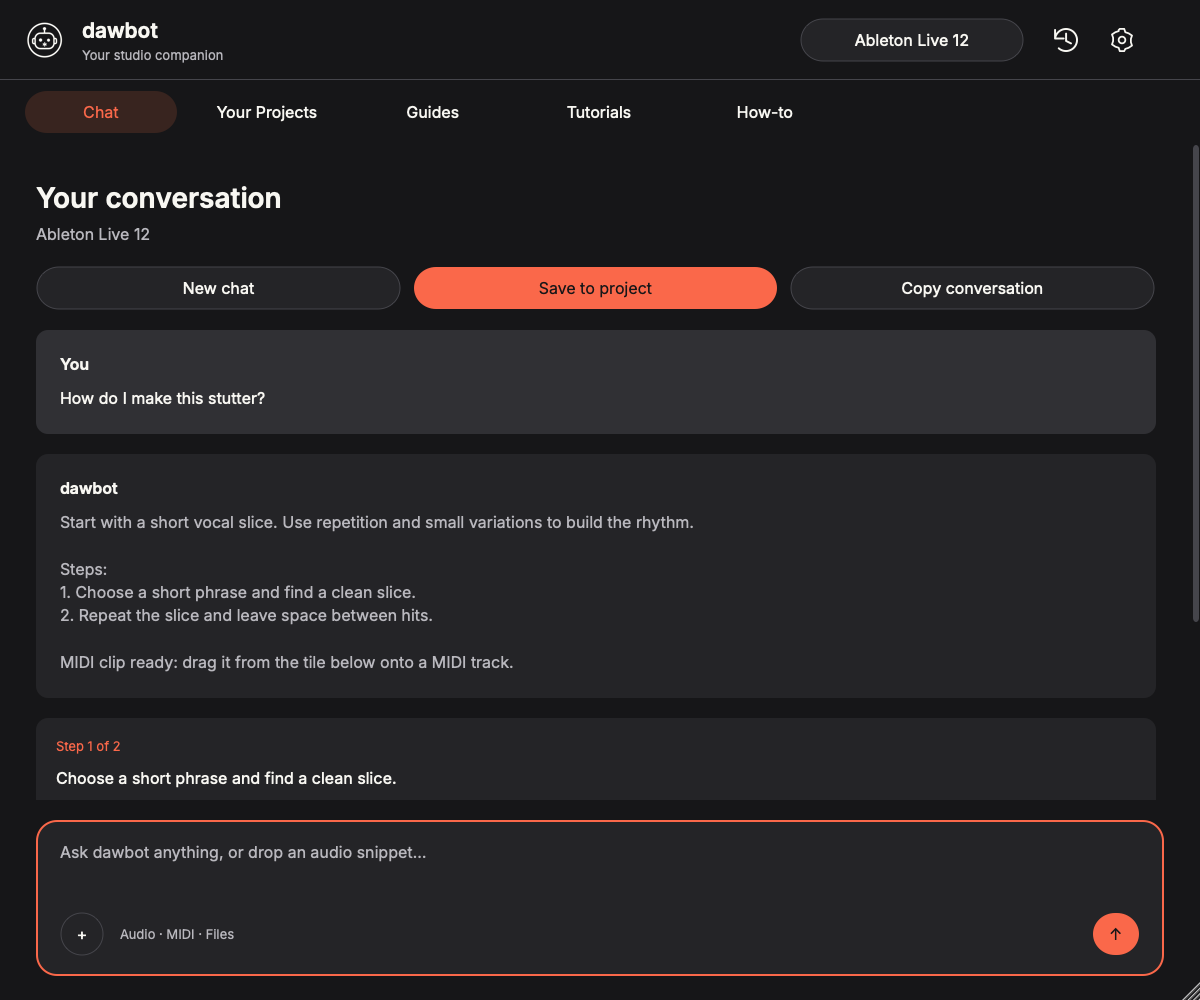 dawbot
Your studio companion
Ableton Live 12
Chat
Your Projects
Guides
Tutorials
How-to
Your conversation
Ableton Live 12
New chat
Save to project
Copy conversation
You
How do I make this stutter?
dawbot
Start with a short vocal slice. Use repetition and small variations to build the rhythm.
Steps:
1. Choose a short phrase and find a clean slice.
2. Repeat the slice and leave space between hits.
MIDI clip ready: drag it from the tile below onto a MIDI track.
Step 1 of 2
Choose a short phrase and find a clean slice.
Ask dawbot anything, or drop an audio snippet...
+
Audio · MIDI · Files